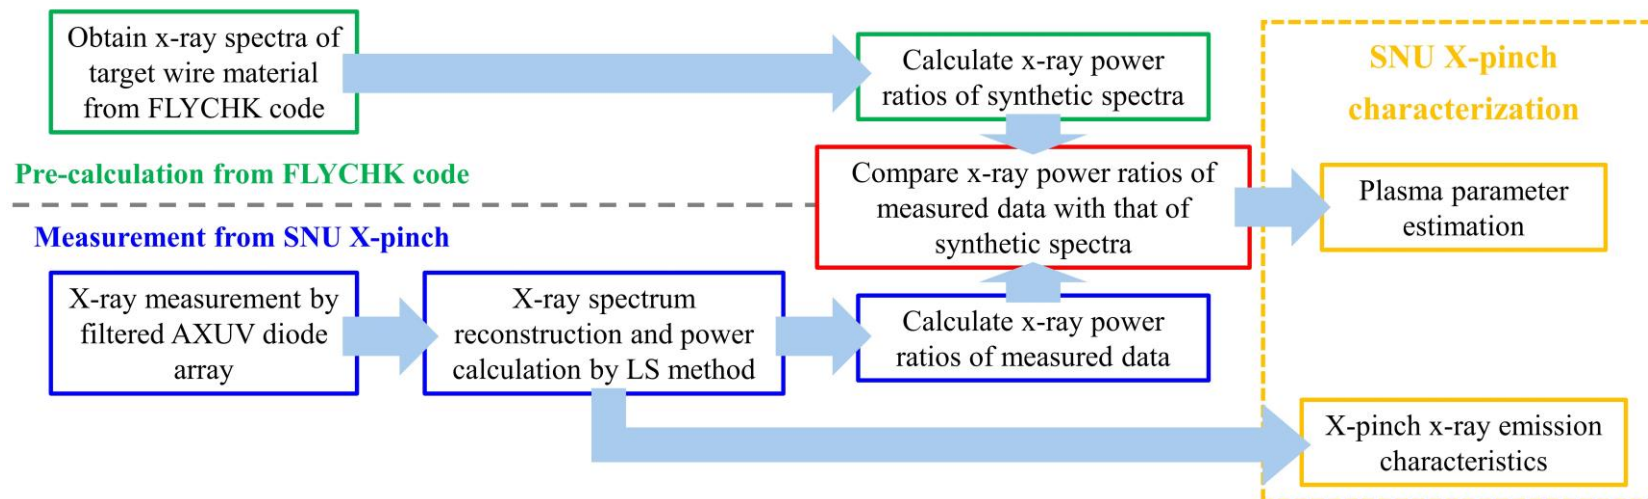 Obtain x-ray spectra of
target wire material
from FLYCHK code
Calculate x-ray power
ratios of synthetic spectra
SNU X-pinch
characterization
Pre-calculation from FLYCHK code
Compare x-ray power ratios of
measured data with that of
synthetic spectra
Plasma parameter
estimation
Measurement from SNU X-pinch
X-ray measurement by
filtered AXUV diode
array
X-ray spectrum
reconstruction and power
calculation by LS method
Calculate x-ray power
ratios of measured data
X-pinch x-ray emission
characteristics